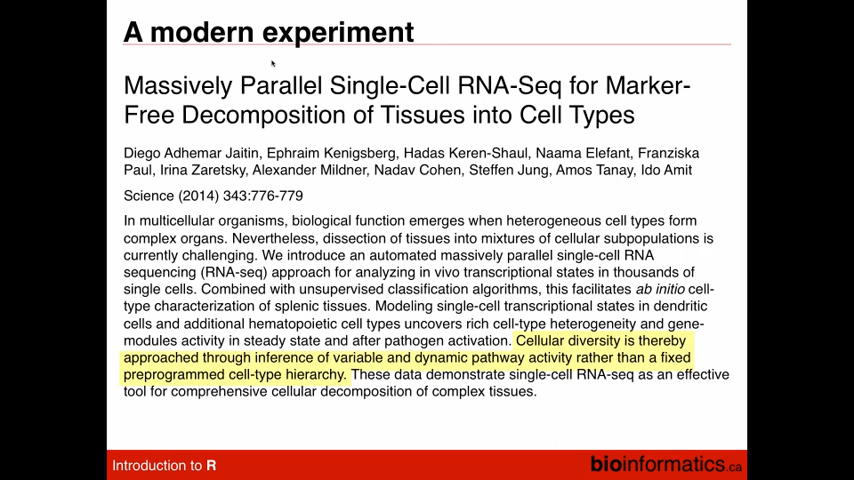 A modern experiment
Massively Parallel Single-Cell RNA-Seq for Marker-
Free Decomposition of Tissues into Cell Types
Diego Adhemar Jaitin, Ephraim Kenigsberg, Hadas Keren-Shaul, Naama Elefant, Franziska
Paul, Irina Zaretsky, Alexander Mildner, Nadav Cohen, Steffen Jung, Amos Tanay, Ido Amit
Science (2014) 343:776-779
In multicellular organisms, biological function emerges when heterogeneous cell types form
complex organs. Nevertheless, dissection of tissues into mixtures of cellular subpopulations is
currently challenging. We introduce an automated massively parallel single-cell RNA
sequencing (RNA-seq) approach for analyzing in vivo transcriptional states in thousands of
single cells. Combined with unsupervised classification algorithms, this facilitates ab initio cell-
type characterization of splenic tissues. Modeling single-cell transcriptional states in dendritic
cells and additional hematopoietic cell types uncovers rich cell-type heterogeneity and gene-
modules activity in steady state and after pathogen activation. Cellular diversity is thereby
approached through inference of variable and dynamic pathway activity rather than a fixed
preprogrammed cell-type hierarchy. These data demonstrate single-cell RNA-seq as an effective
tool for comprehensive cellular decomposition of complex tissues.
Introduction to R
bioinformatics.ca